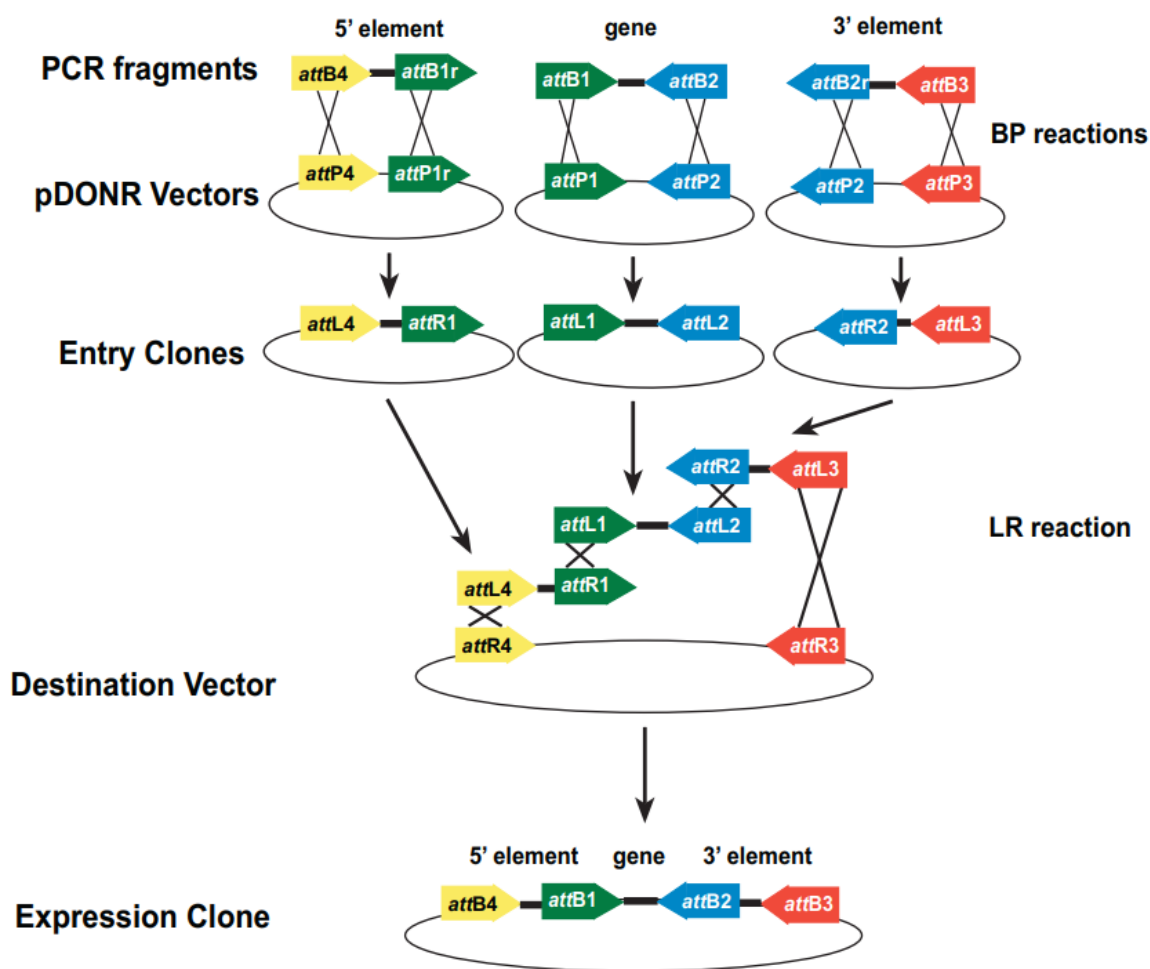 5’ element gene 3’ element
PCR fragments attB4 attB1r attB1 attB2 attB2r attB3
BP reactions
pDONR Vectors attP4 attP1r attP1 attP2 attP2 attP3
Entry Clones attL4 attR1 attL1 attL2 attR2 attL3
attR2 attL3
attL1 attL2 LR reaction
attL4 attR1
attR4 attR3
Destination Vector
5’ element gene 3’ element
Expression Clone attB4 attB1 attB2 attB3